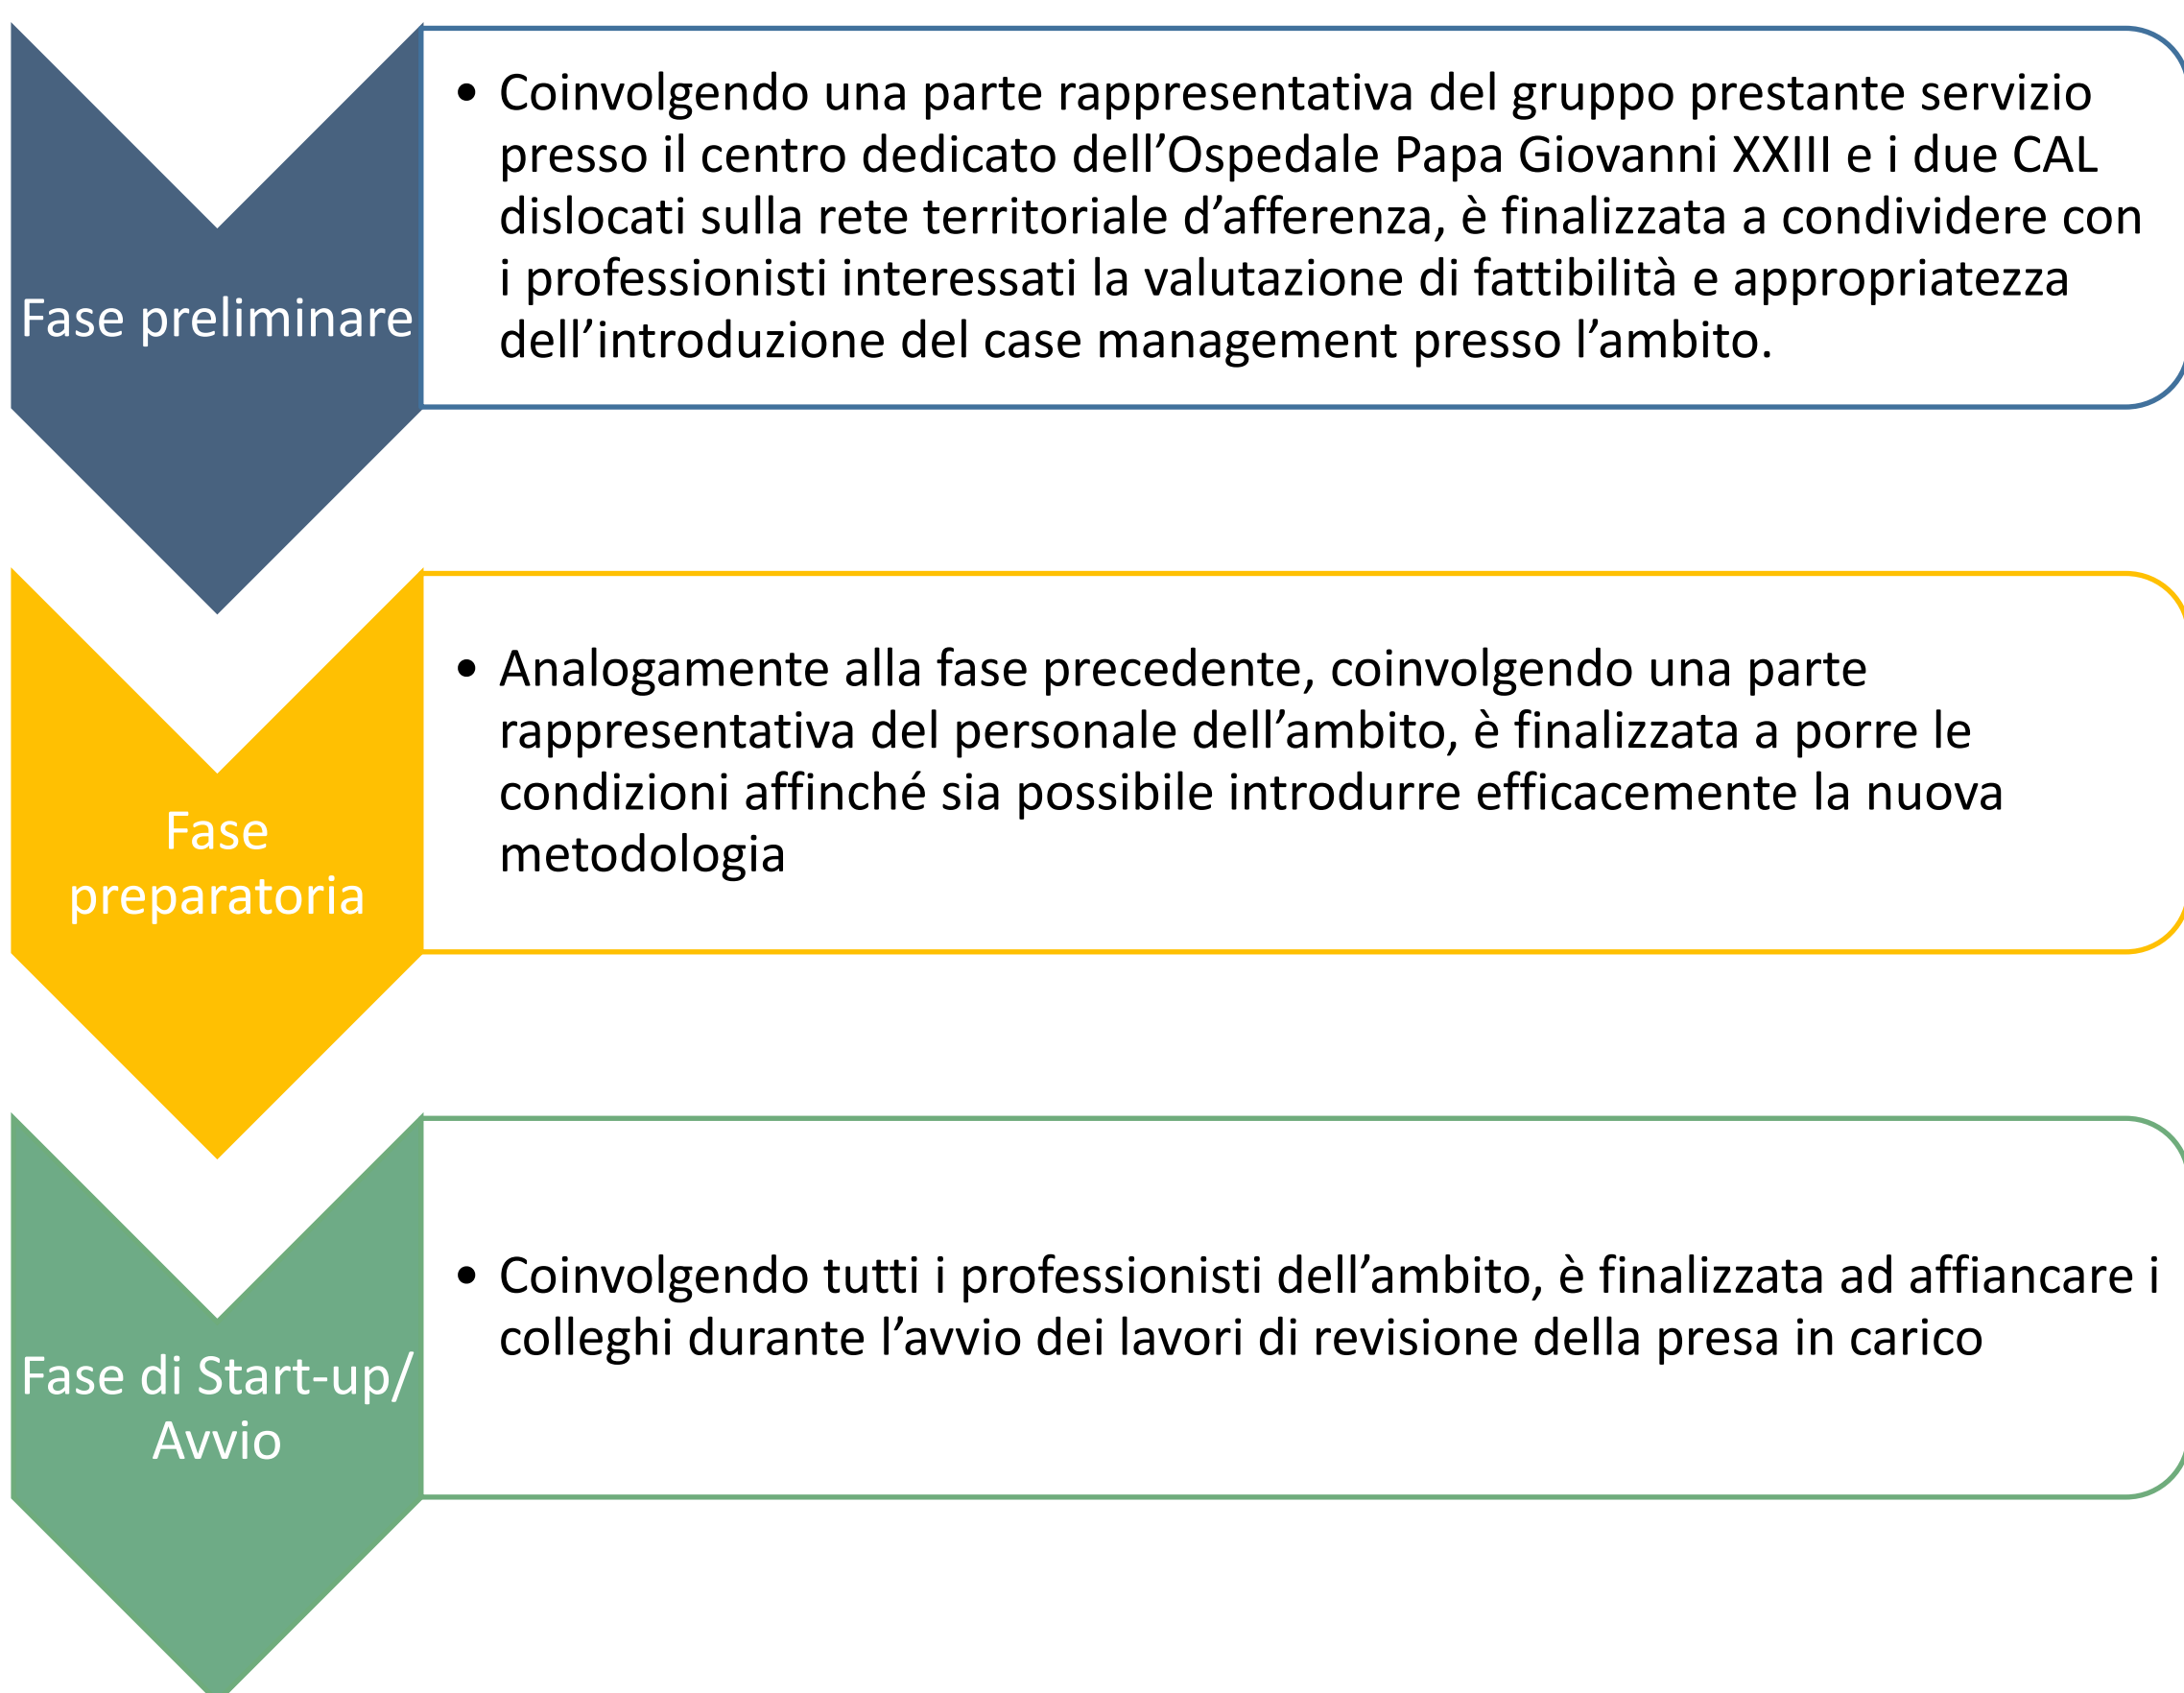 Fase preliminare
• Coinvolgendo una parte rappresentativa del gruppo prestante servizio
presso il centro dedicato dell’Ospedale Papa Giovanni XXIII e i due CAL
dislocati sulla rete territoriale d’afferenza, è finalizzata a condividere con
i professionisti interessati la valutazione di fattibilità e appropriatezza
dell’introduzione del case management presso l’ambito.
Fase
preparatoria
• Analogamente alla fase precedente, coinvolgendo una parte
rappresentativa del personale dell’ambito, è finalizzata a porre le
condizioni affinché sia possibile introdurre efficacemente la nuova
metodologia
Fase di Start-up/
Avvio
• Coinvolgendo tutti i professionisti dell’ambito, è finalizzata ad affiancare i
colleghi durante l’avvio dei lavori di revisione della presa in carico